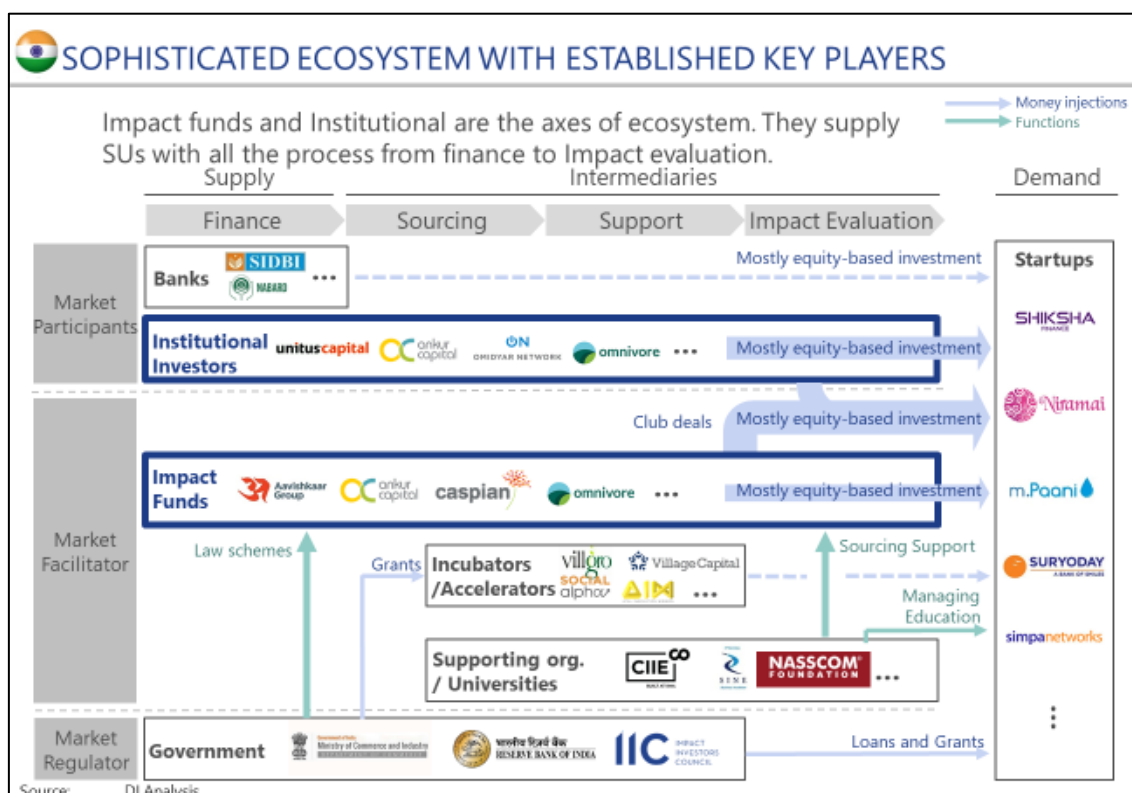 SOPHISTICATED ECOSYSTEM WITH ESTABLISHED KEY PLAYERS
Money injections
Functions
Impact funds and Institutional are the axes of ecosystem. They supply
SUs with all the process from finance to Impact evaluation.
Supply
Intermediaries
Demand
Finance
Sourcing
Support
Impact Evaluation
Market
Participants
Banks
SIDBI
NABARD
...
Mostly equity-based investment
Startups
SHIKSHA
FINANCE
Institutional
Investors
unituscapital
ankur
capital
ON
OMIDYAR NETWORK
omnivore
...
Mostly equity-based investment
Niramai
Club deals
Mostly equity-based investment
Market
Facilitator
Impact
Funds
Aavishkaar
Group
ankur
capital
caspian
omnivore
...
Mostly equity-based investment
m.Paani
Law schemes
Sourcing Support
Grants
Incubators
/Accelerators
villgro
Village Capital
SOCIAL
alpha
AIM
...
SURYODAY
A BANK OF SMILES
Managing
Education
simpanetworks
Supporting org.
/ Universities
CIIE CO
SINE
NASSCOM®
FOUNDATION
...
Market
Regulator
Government
Ministry of Commerce and Industry
भारतीय रिज़र्व बैंक
RESERVE BANK OF INDIA
IIC
IMPACT
INVESTORS
COUNCIL
Loans and Grants
Source: DI Analysis